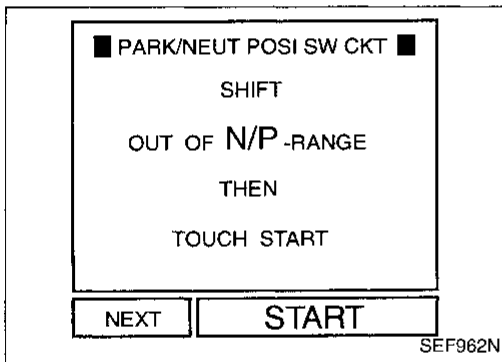 ■ PARK/NEUT POSI SW CKT ■
SHIFT
OUT OF N/P -RANGE
THEN
TOUCH START
NEXT START
SEF962N